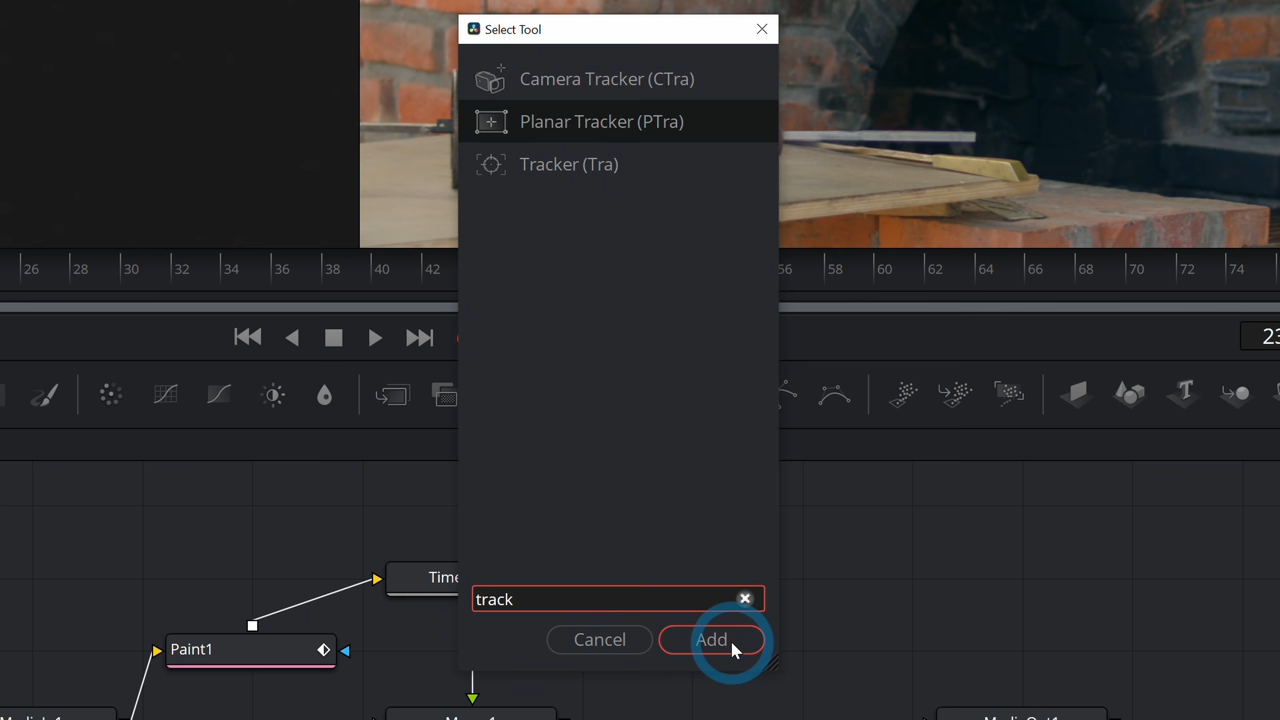 Select Tool
Camera Tracker (CTra)
Planar Tracker (PTra)
Tracker (Tra)
26 28 30 32 34 36 38 40 42 56 58 60 62 64 66 68 70 72 74
23
track
Cancel Add
Time
Paint1